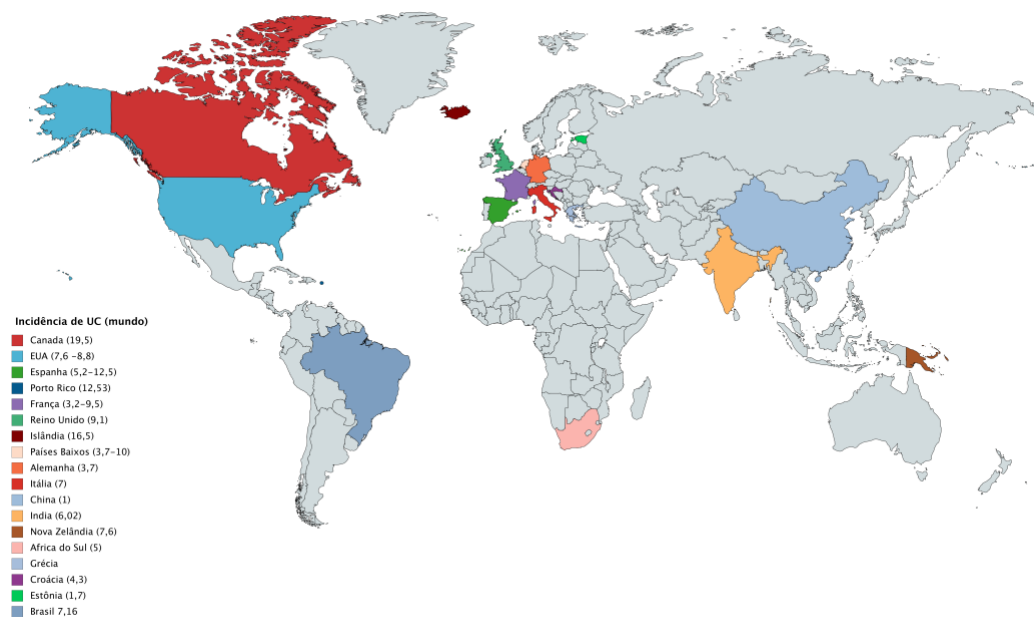 Incidência de UC (mundo)
Canada (19,5)
EUA (7,6 -8,8)
Espanha (5,2-12,5)
Porto Rico (12,53)
França (3,2-9,5)
Reino Unido (9,1)
Islândia (16,5)
Países Baixos (3,7-10)
Alemanha (3,7)
Itália (7)
China (1)
India (6,02)
Nova Zelândia (7,6)
Africa do Sul (5)
Grécia
Croácia (4,3)
Estônia (1,7)
Brasil 7,16